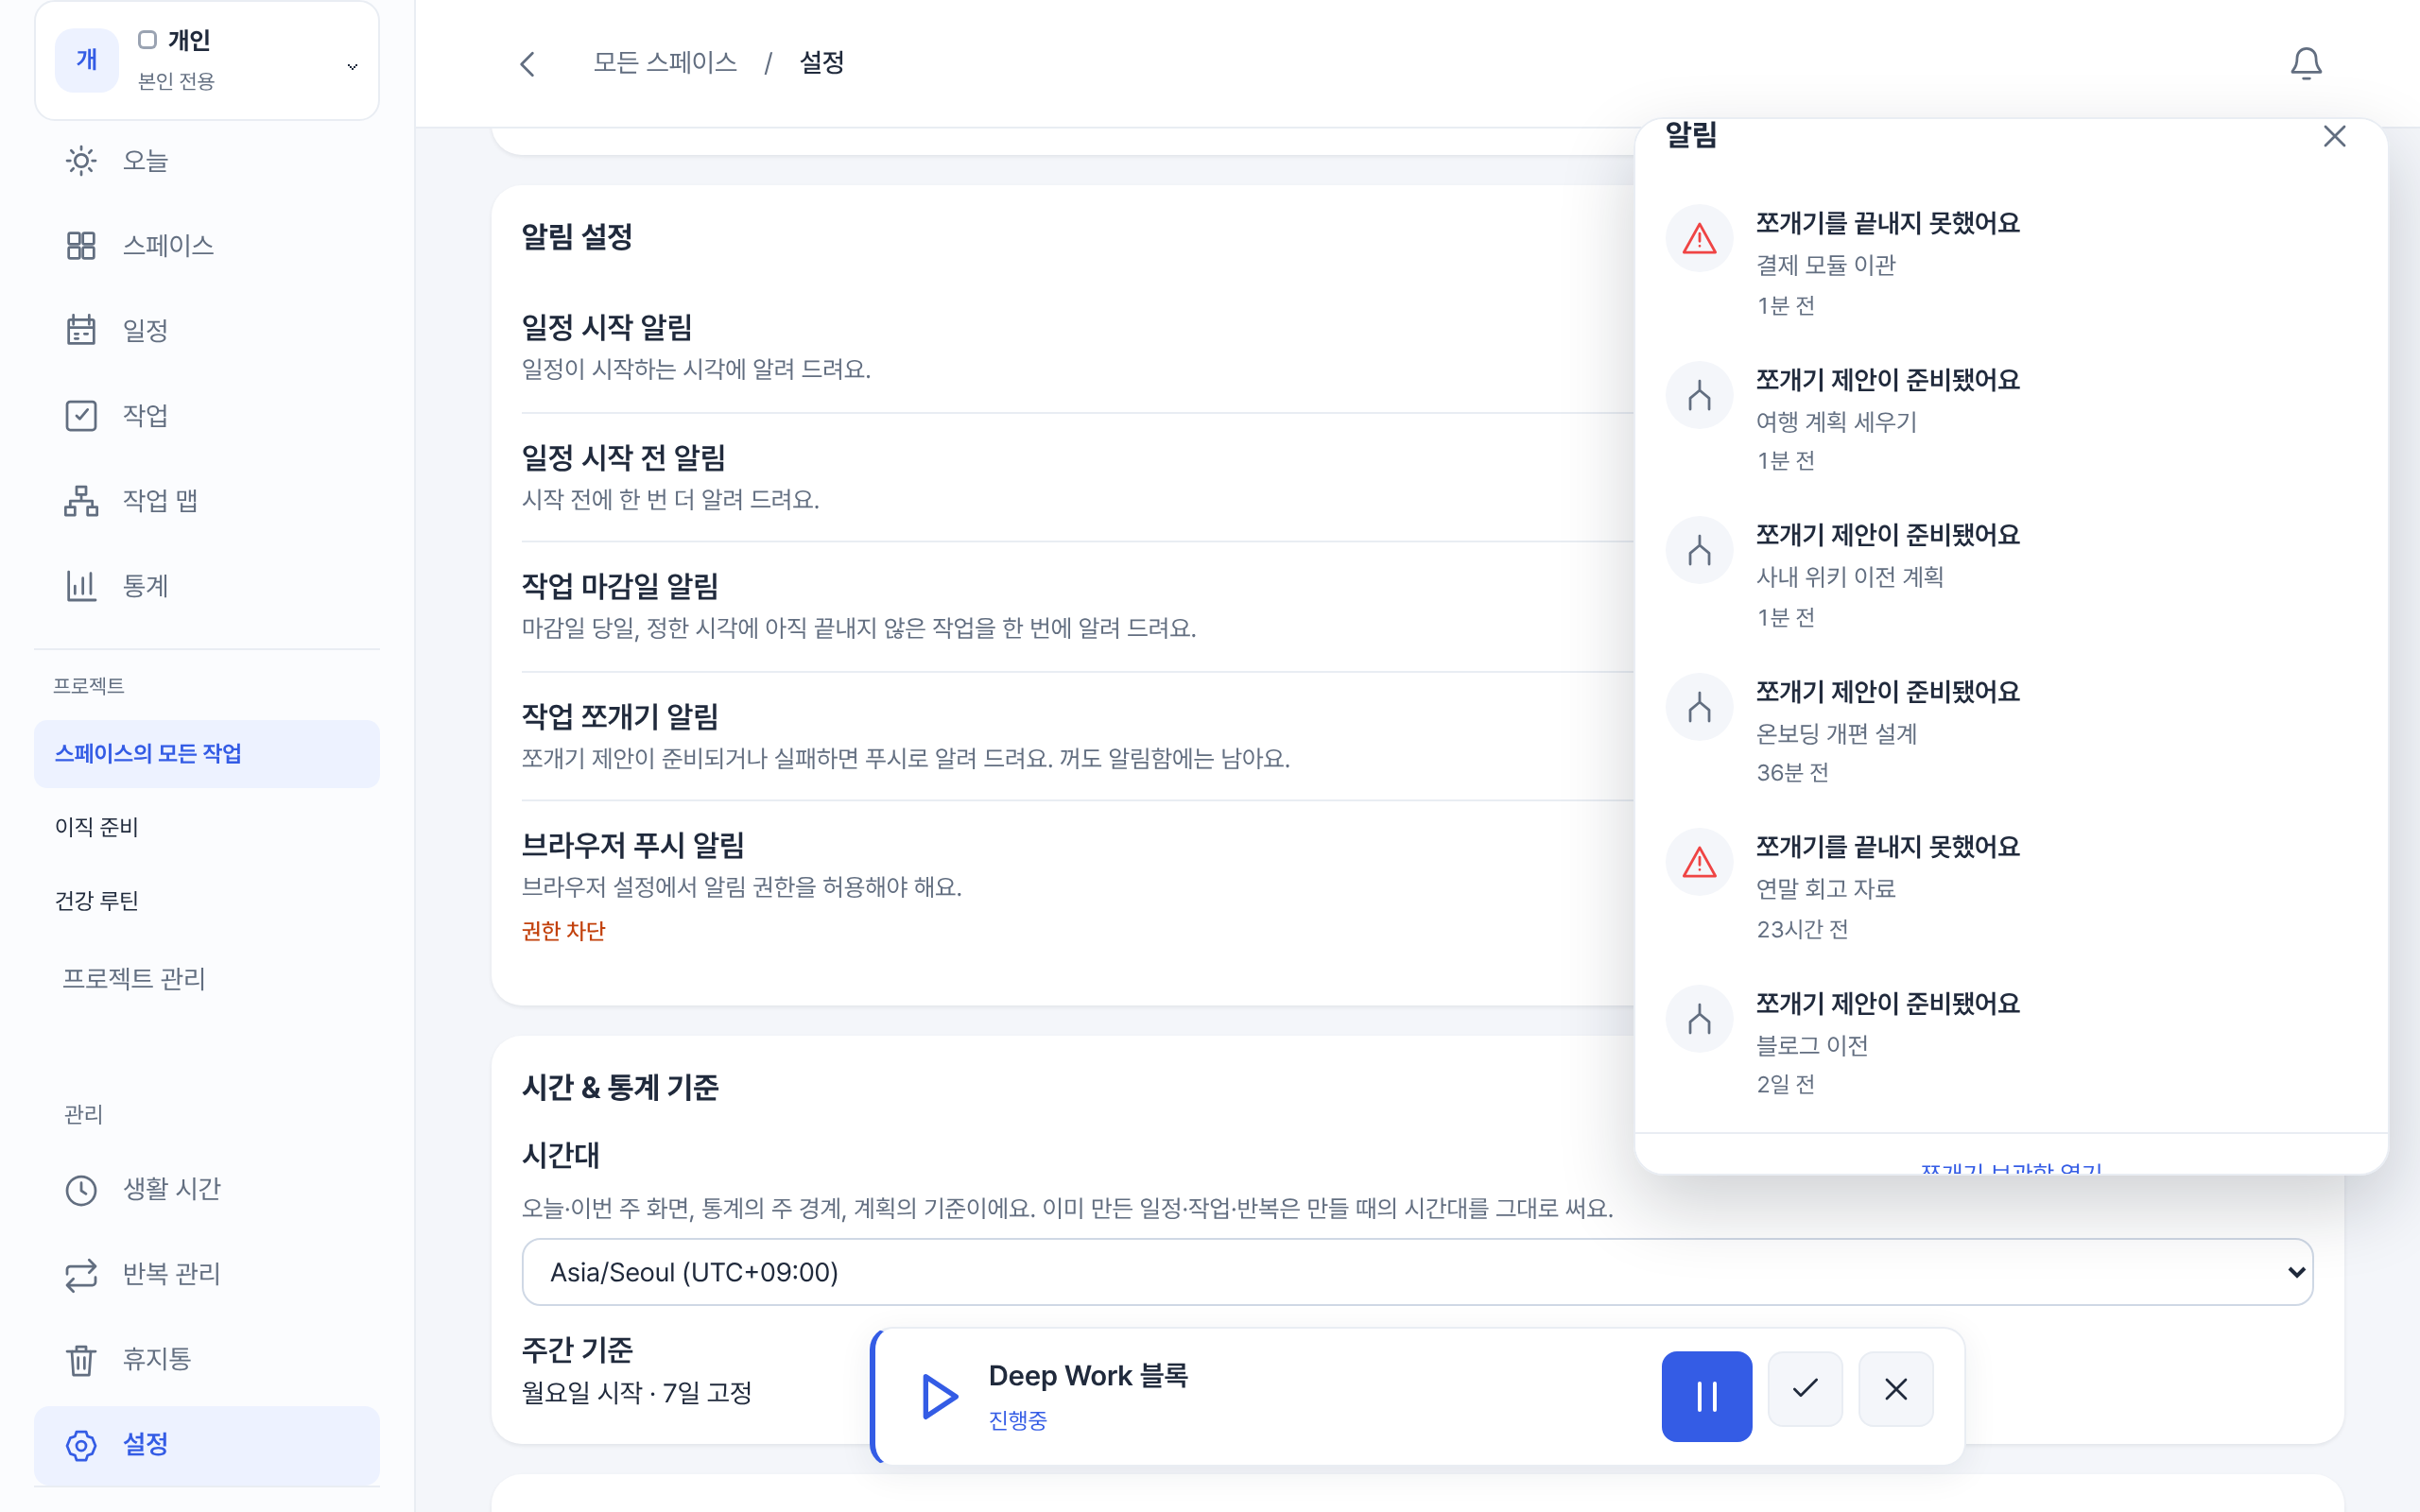 개
개인
본인 전용
오늘
스페이스
일정
작업
작업 맵
통계
프로젝트
스페이스의 모든 작업
이직 준비
건강 루틴
프로젝트 관리
관리
생활 시간
반복 관리
휴지통
설정
모든 스페이스 / 설정
알림 설정
일정 시작 알림
일정이 시작하는 시각에 알려 드려요.
일정 시작 전 알림
시작 전에 한 번 더 알려 드려요.
작업 마감일 알림
마감일 당일, 정한 시각에 아직 끝내지 않은 작업을 한 번에 알려 드려요.
작업 쪼개기 알림
쪼개기 제안이 준비되거나 실패하면 푸시로 알려 드려요. 꺼도 알림함에는 남아요.
브라우저 푸시 알림
브라우저 설정에서 알림 권한을 허용해야 해요.
권한 차단
시간 & 통계 기준
시간대
오늘·이번 주 화면, 통계의 주 경계, 계획의 기준이에요. 이미 만든 일정·작업·반복은 만들 때의 시간대를 그대로 써요.
Asia/Seoul (UTC+09:00)
주간 기준
월요일 시작 · 7일 고정
알림
쪼개기를 끝내지 못했어요
결제 모듈 이관
1분 전
쪼개기 제안이 준비됐어요
여행 계획 세우기
1분 전
쪼개기 제안이 준비됐어요
사내 위키 이전 계획
1분 전
쪼개기 제안이 준비됐어요
온보딩 개편 설계
36분 전
쪼개기를 끝내지 못했어요
연말 회고 자료
23시간 전
쪼개기 제안이 준비됐어요
블로그 이전
2일 전
Deep Work 블록
진행중